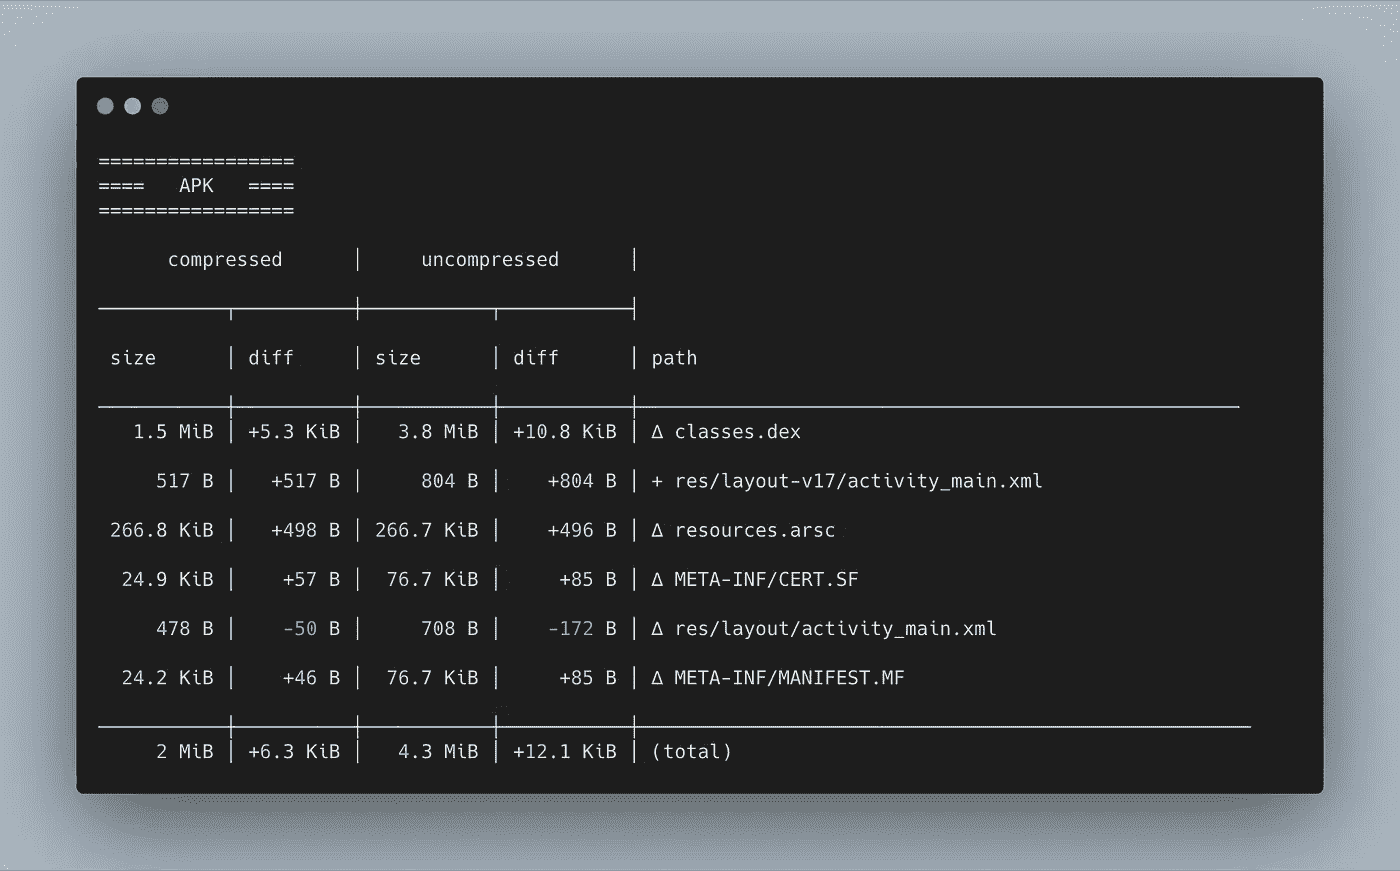 =================
====   APK   ====
=================
compressed │ uncompressed │
size │ diff │ size │ diff │ path
1.5 MiB │ +5.3 KiB │ 3.8 MiB │ +10.8 KiB │ ∆ classes.dex
517 B │ +517 B │ 804 B │ +804 B │ + res/layout-v17/activity_main.xml
266.8 KiB │ +498 B │ 266.7 KiB │ +496 B │ ∆ resources.arsc
24.9 KiB │ +57 B │ 76.7 KiB │ +85 B │ ∆ META-INF/CERT.SF
478 B │ -50 B │ 708 B │ -172 B │ ∆ res/layout/activity_main.xml
24.2 KiB │ +46 B │ 76.7 KiB │ +85 B │ ∆ META-INF/MANIFEST.MF
2 MiB │ +6.3 KiB │ 4.3 MiB │ +12.1 KiB │ (total)